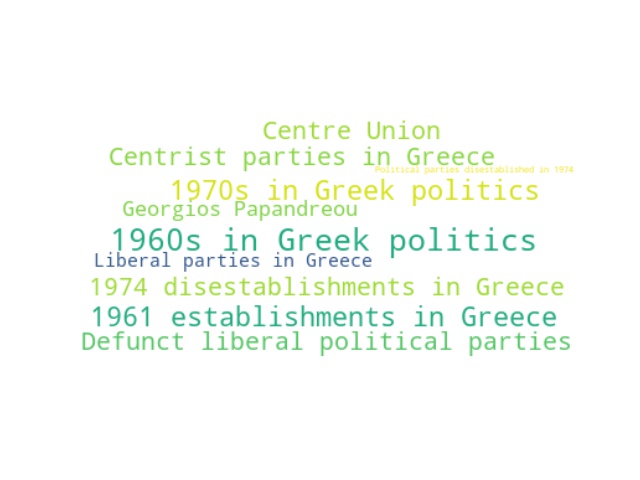 Centre Union
Centrist parties in Greece
Political parties disestablished in 1974
1970s in Greek politics
Georgios Papandreou
1960s in Greek politics
Liberal parties in Greece
1974 disestablishments in Greece
1961 establishments in Greece
Defunct liberal political parties